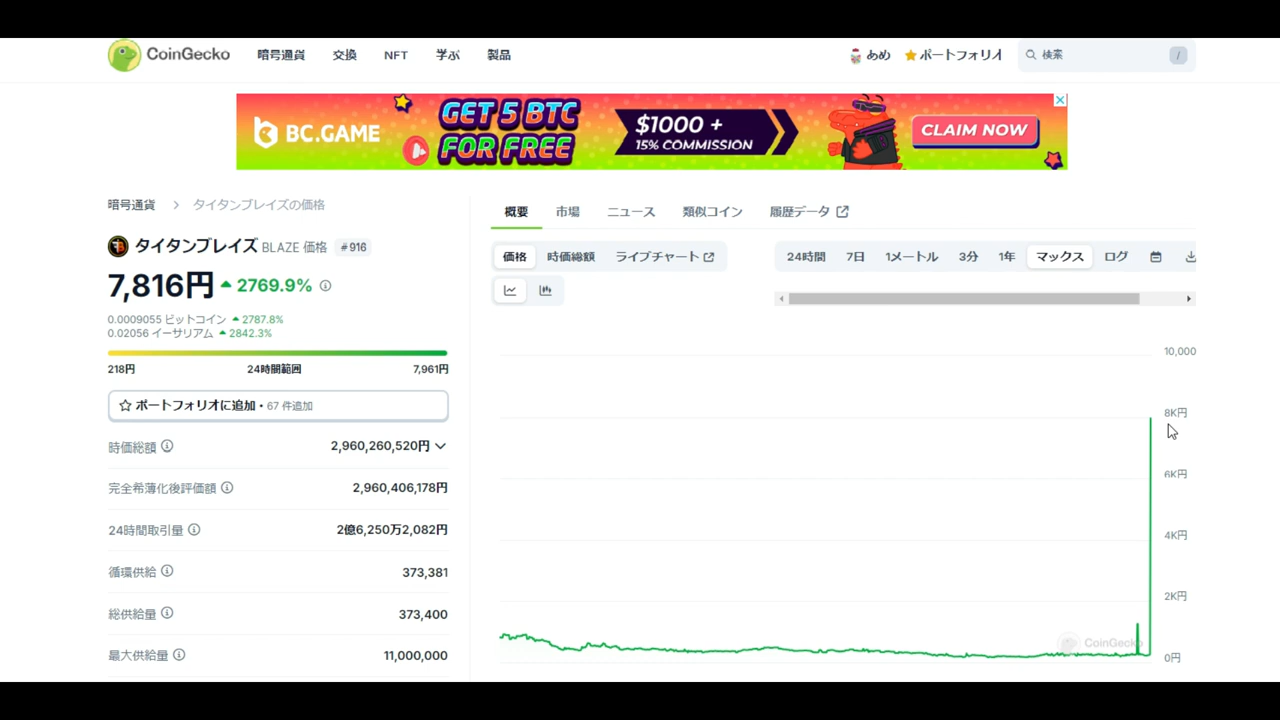 CoinGecko 暗号通貨 交換 NFT 学ぶ 製品 あめ ポートフォリオ 検索 /
BC.GAME GET 5 BTC FOR FREE $1000 + 15% COMMISSION CLAIM NOW
暗号通貨 > タイタンブレイズの価格
タイタンブレイズ BLAZE 価格 #916
7,816円 2769.9%
0.0009055 ビットコイン 2787.8%
0.02056 イーサリアム 2842.3%
218円 24時間範囲 7,961円
ポートフォリオに追加・67 件追加
時価総額 2,960,260,520円
完全希薄化後評価額 2,960,406,178円
24時間取引量 2億6,250万2,082円
循環供給 373,381
総供給量 373,400
最大供給量 11,000,000
概要 市場 ニュース 類似コイン 履歴データ
価格 時価総額 ライブチャート 24時間 7日 1メートル 3分 1年 マックス ログ
10,000
8K円
6K円
4K円
2K円
CoinGecko
0円